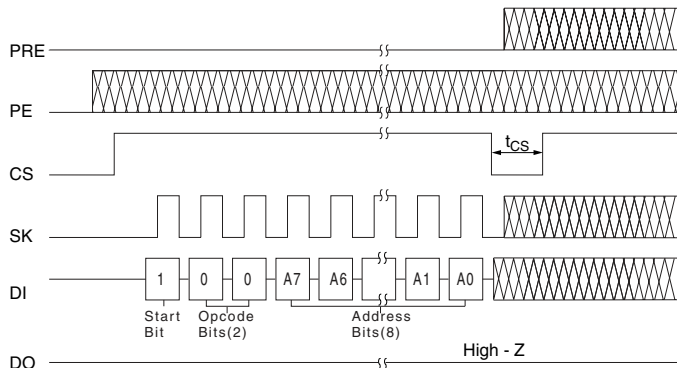 PRE
PE
CS
tCS
SK
DI
1 0 0 A7 A6 A1 A0
Start Bit
Opcode Bits(2)
Address Bits(8)
DO
High - Z